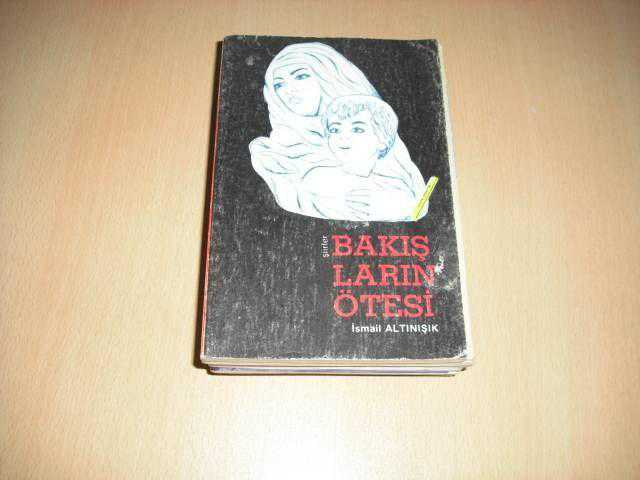 şiirler
BAKIŞ
LARIN
ÖTESİ
İsmail ALTINIŞIK